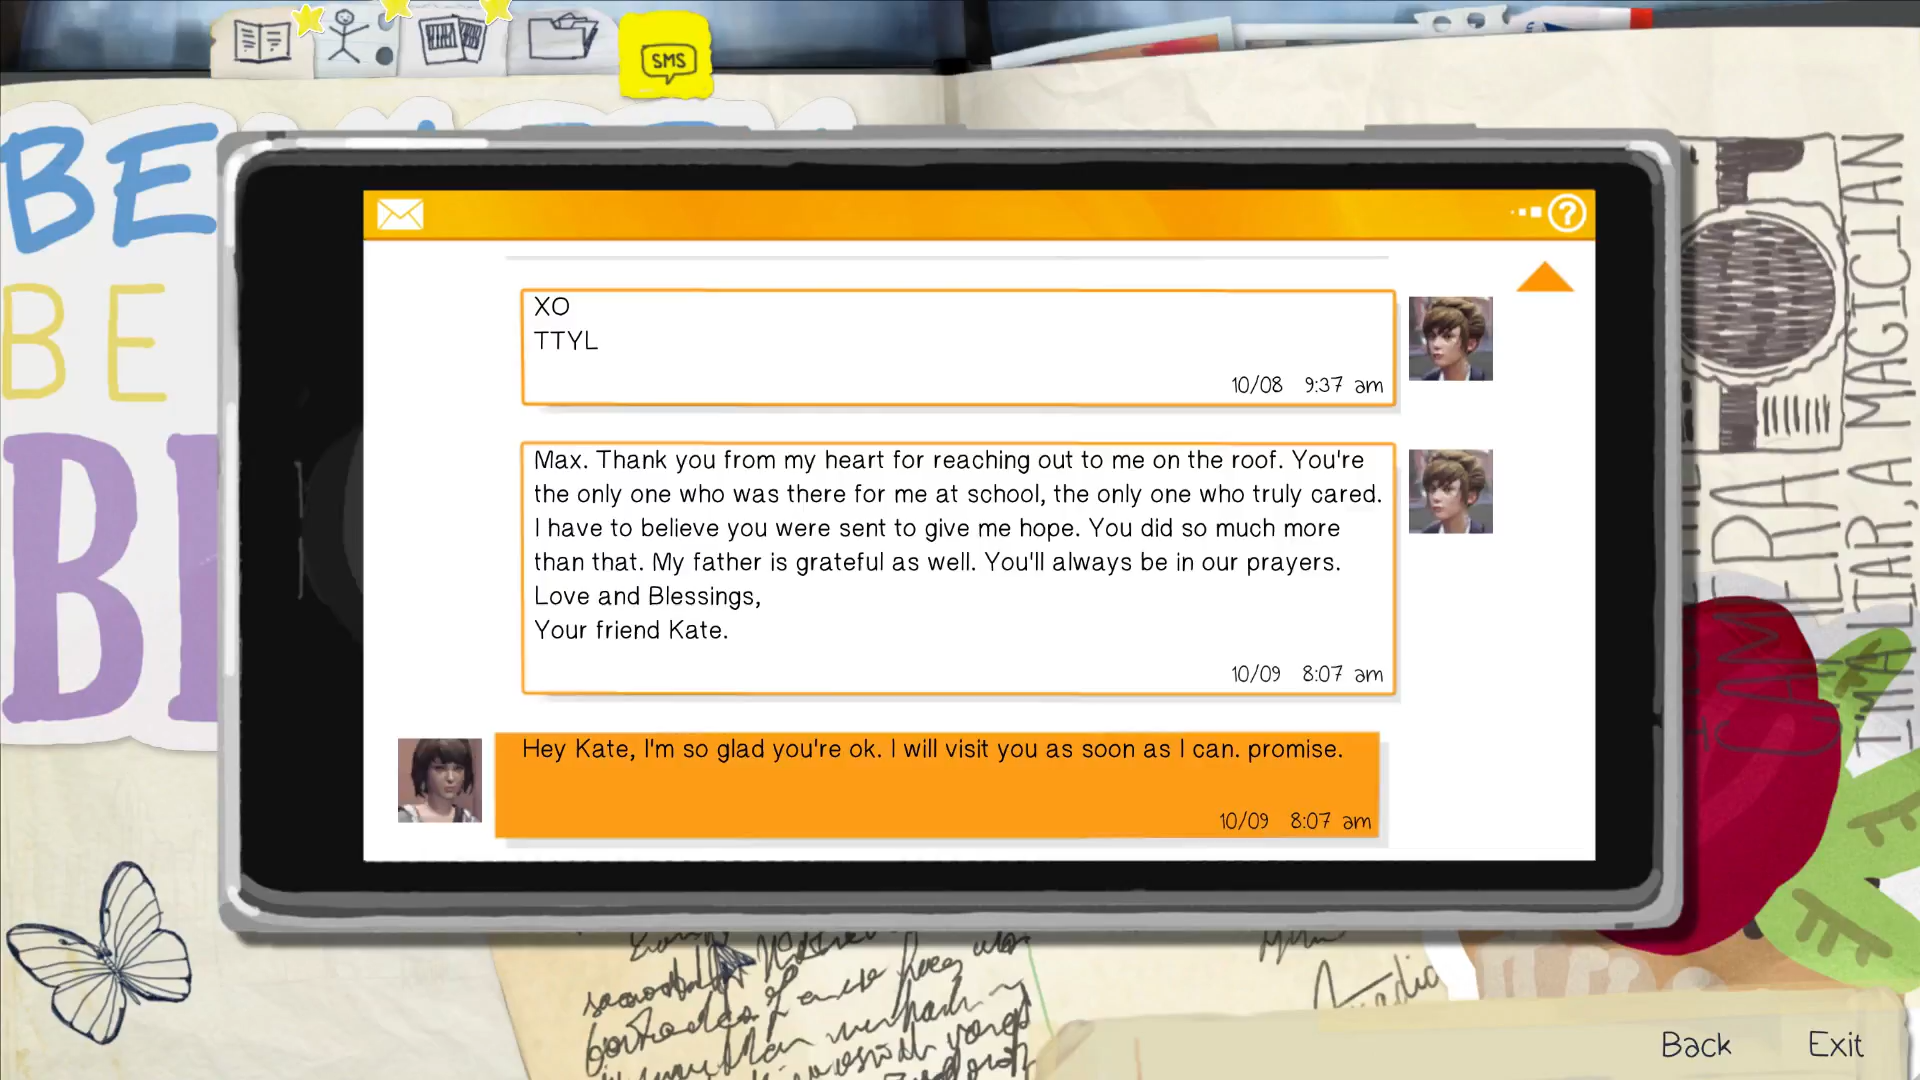 SMS
BE
BE
XO
TTYL
10/08 9:37 am
Max. Thank you from my heart for reaching out to me on the roof. You're
the only one who was there for me at school, the only one who truly cared.
I have to believe you were sent to give me hope. You did so much more
than that. My father is grateful as well. You'll always be in our prayers.
Love and Blessings,
Your friend Kate.
10/09 8:07 am
Hey Kate, I'm so glad you're ok. I will visit you as soon as I can. promise.
10/09 8:07 am
CAMERA
I'M A LIAR, A MAGICIAN
Back
Exit